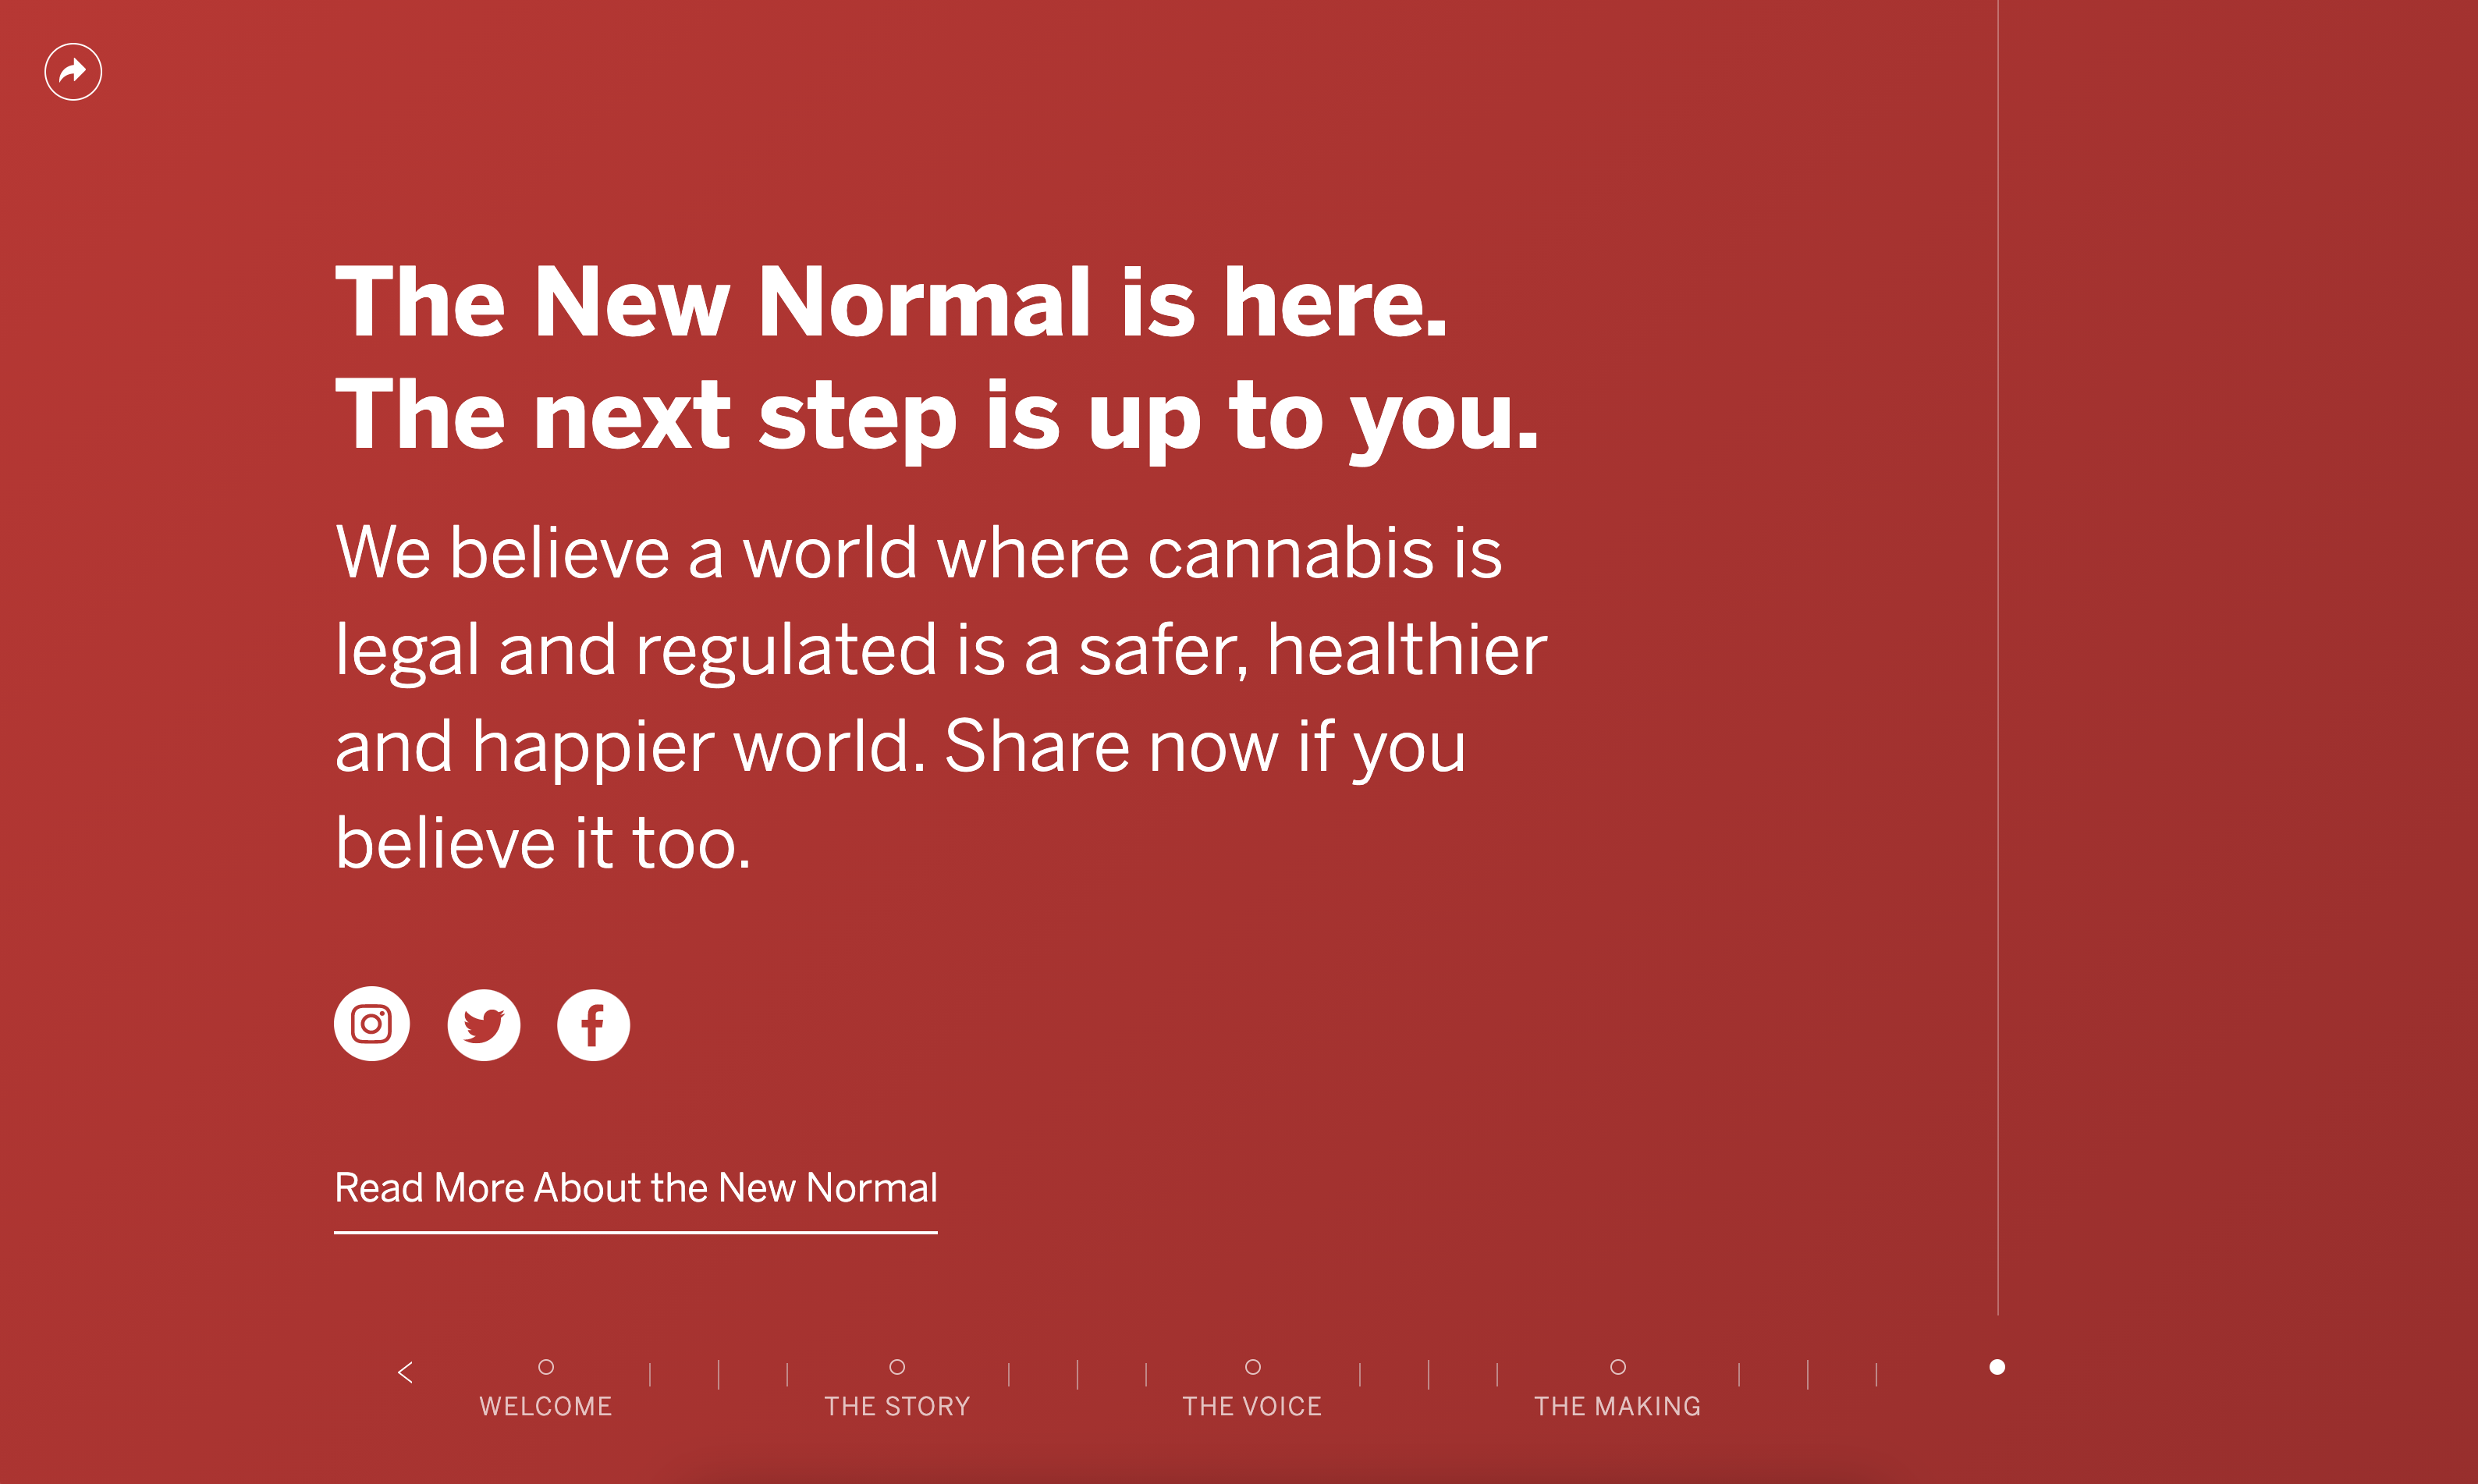 The New Normal is here.
The next step is up to you.
We believe a world where cannabis is
legal and regulated is a safer, healthier
and happier world. Share now if you
believe it too.
Read More About the New Normal
WELCOME
THE STORY
THE VOICE
THE MAKING